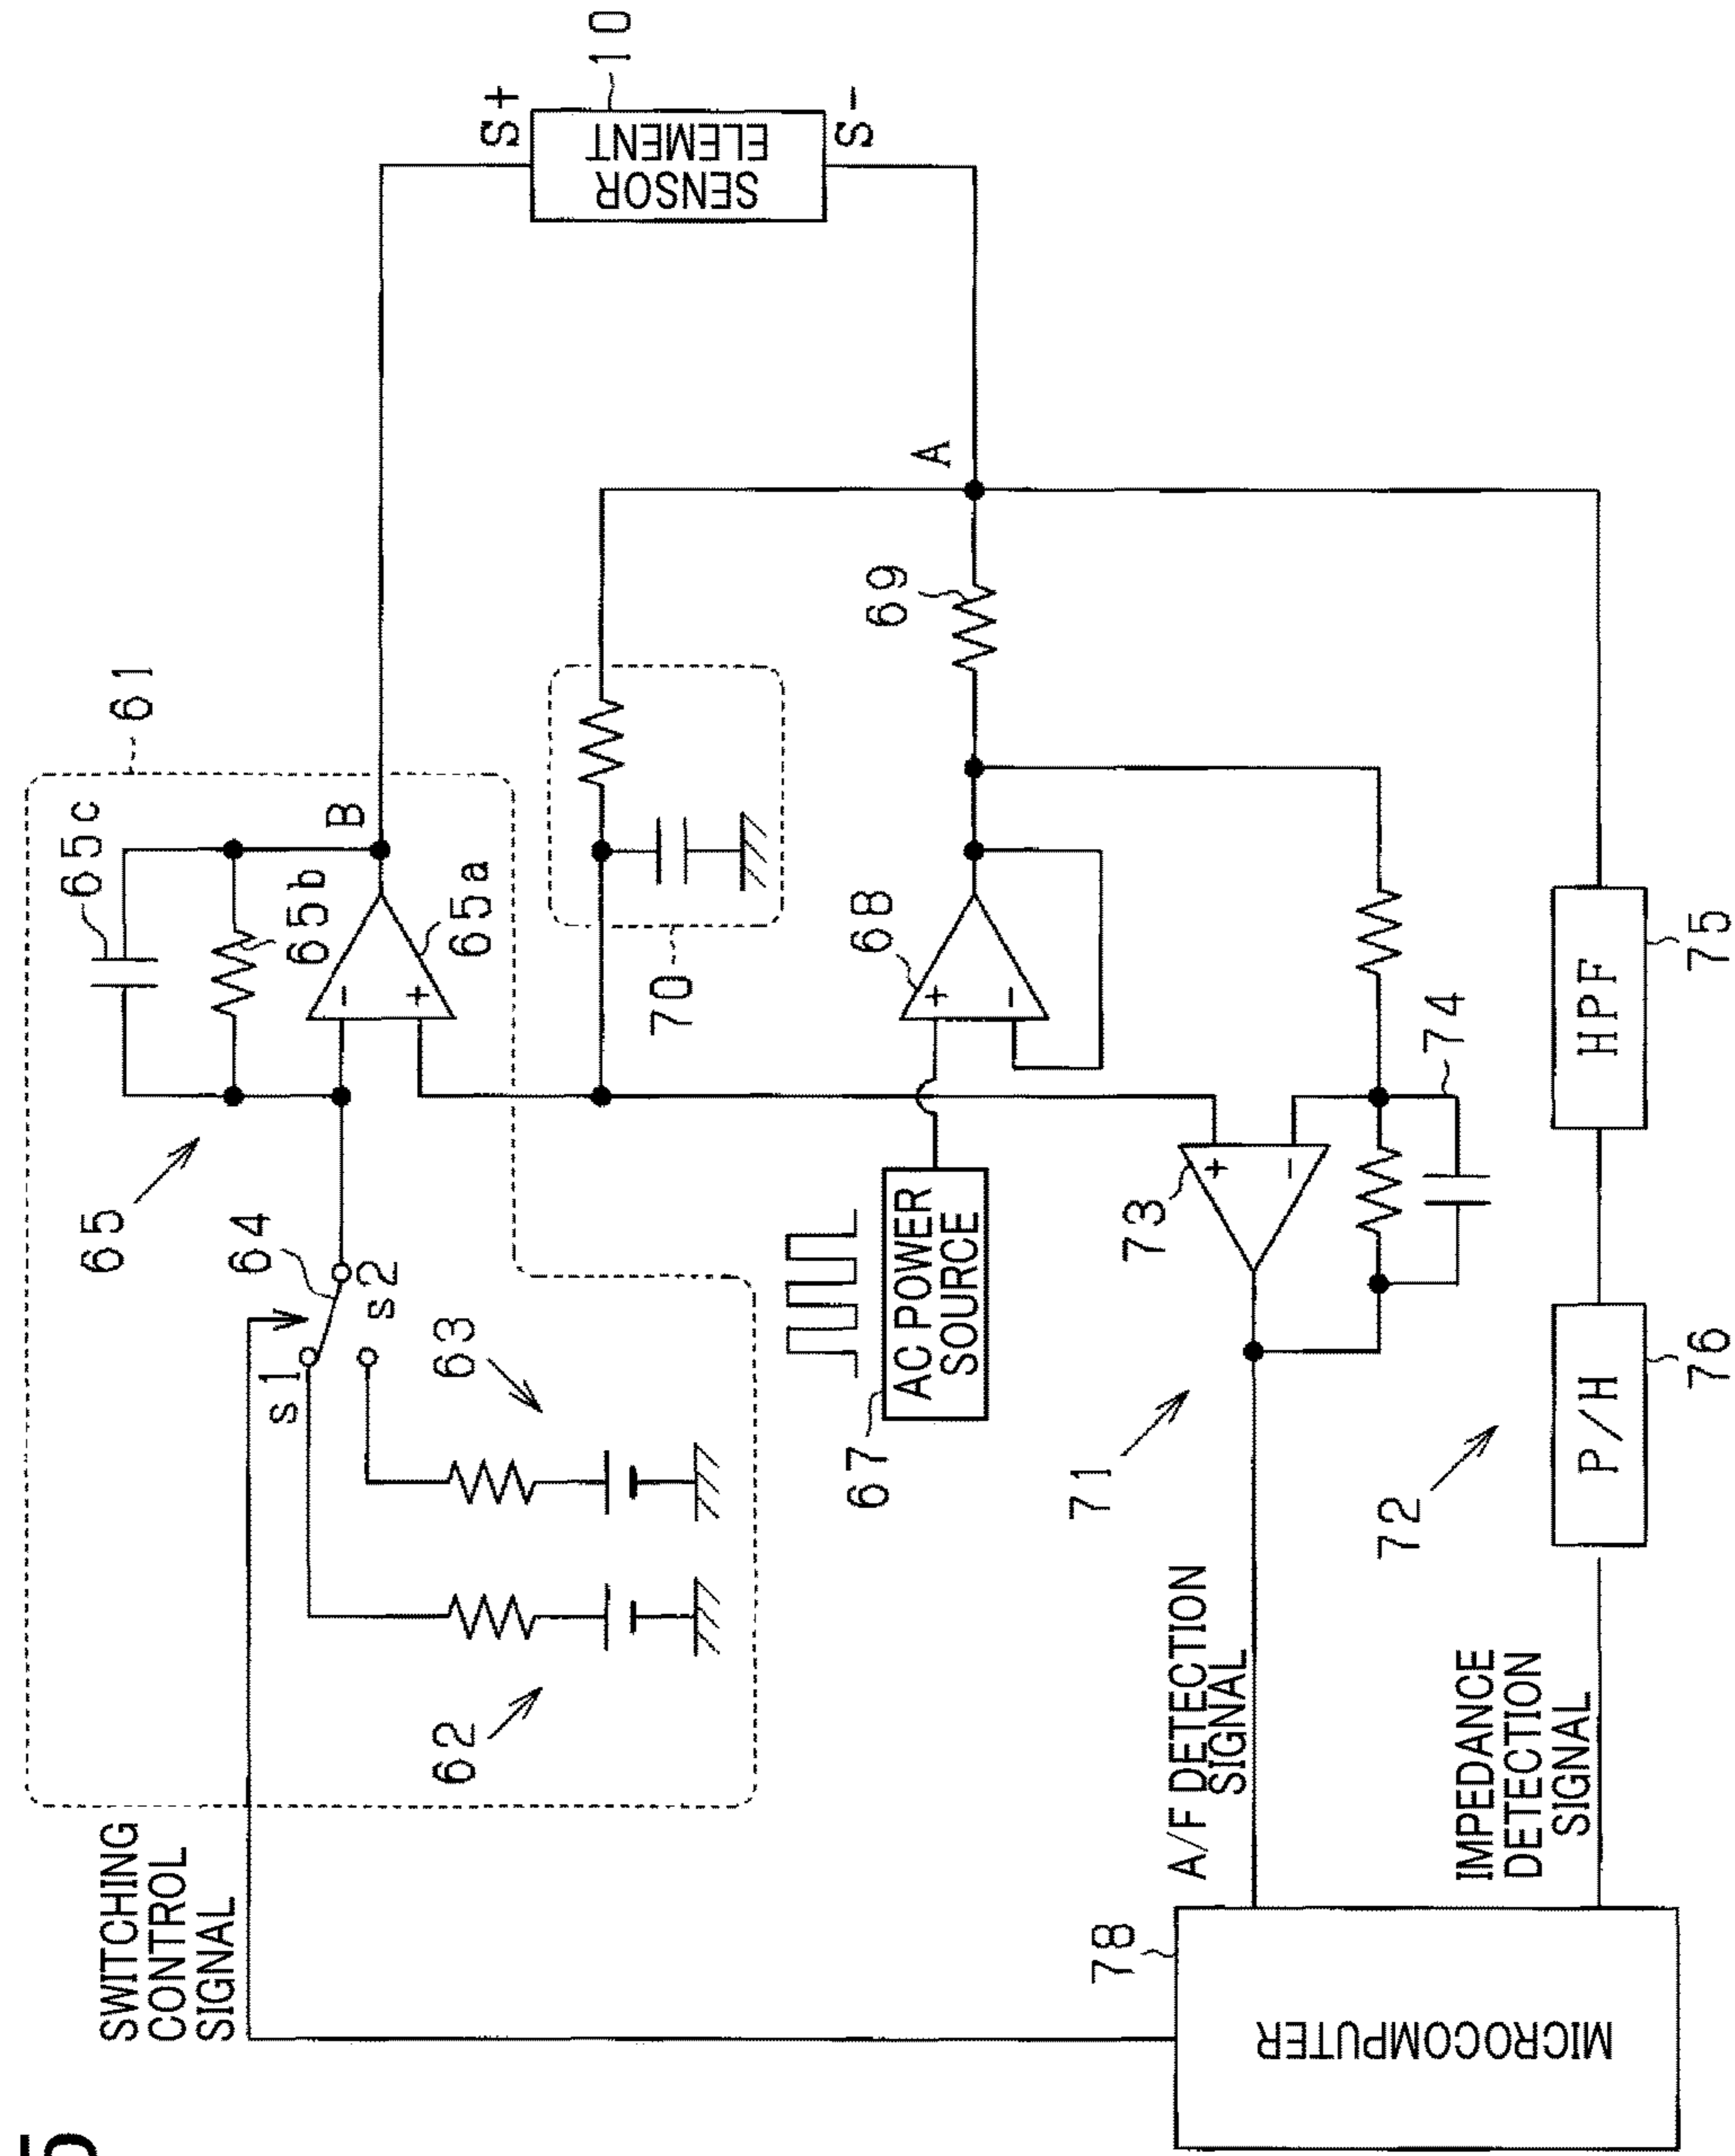 5
SWITCHING
CONTROL
SIGNAL
61
65c
65b
B
65a
65
64
s1
s2
63
62
S+
SENSOR
ELEMENT
10
S-
70
A
69
68
+
-
-
+
67
AC POWER
SOURCE
73
+
-
74
71
72
A/F DETECTION
SIGNAL
IMPEDANCE
DETECTION
SIGNAL
HPF
75
P/H
76
78
MICROCOMPUTER